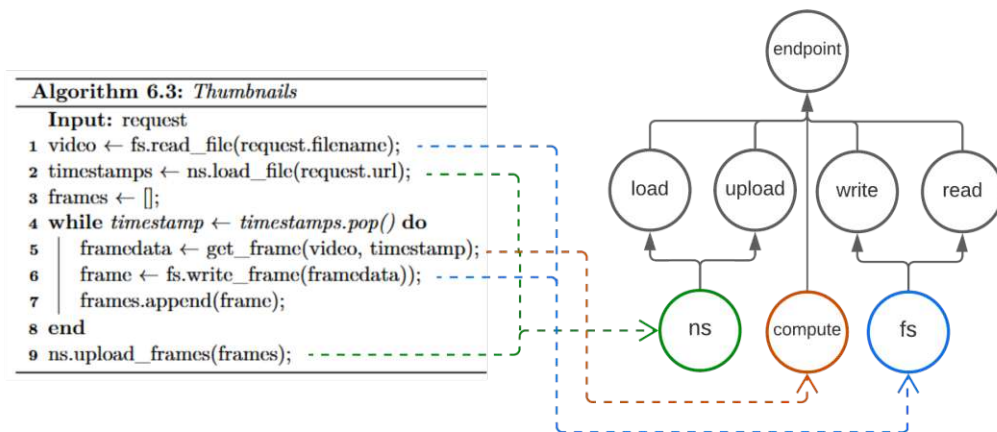 Algorithm 6.3: Thumbnails
Input: request
1 video ← fs.read_file(request.filename);
2 timestamps ← ns.load_file(request.url);
3 frames ← [];
4 while timestamp ← timestamps.pop() do
5 framedata ← get_frame(video, timestamp);
6 frame ← fs.write_frame(framedata));
7 frames.append(frame);
8 end
9 ns.upload_frames(frames);
endpoint
load upload write read
ns compute fs